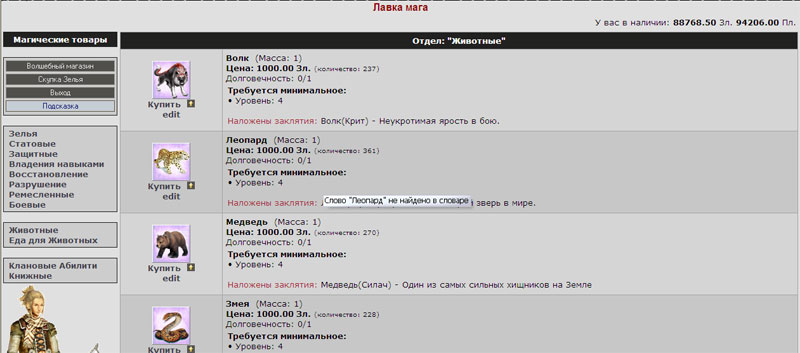 Лавка мага
У вас в наличии: 88768.50 Зл. 94206.00 Пл.
Магические товары
Волшебный магазин
Скупка Зелья
Выход
Подсказка
Зелья
Статовые
Защитные
Владения навыками
Восстановление
Разрушение
Ремесленные
Боевые
Животные
Еда для Животных
Клановые Абилити
Книжные
Отдел: "Животные"
Купить
edit
Волк (Масса: 1)
Цена: 1000.00 Зл. (количество: 237)
Долговечность: 0/1
Требуется минимальное:
• Уровень: 4
Наложены заклятия: Волк(Крит) - Неукротимая ярость в бою.
Купить
edit
Леопард (Масса: 1)
Цена: 1000.00 Зл. (количество: 361)
Долговечность: 0/1
Требуется минимальное:
• Уровень: 4
Слово "Леопард" не найдено в словаре
Наложены заклятия: зверь в мире.
Купить
edit
Медведь (Масса: 1)
Цена: 1000.00 Зл. (количество: 270)
Долговечность: 0/1
Требуется минимальное:
• Уровень: 4
Наложены заклятия: Медведь(Силач) - Один из самых сильных хищников на Земле
Купить
Змея (Масса: 1)
Цена: 1000.00 Зл. (количество: 228)
Долговечность: 0/1
Требуется минимальное:
• Уровень: 4